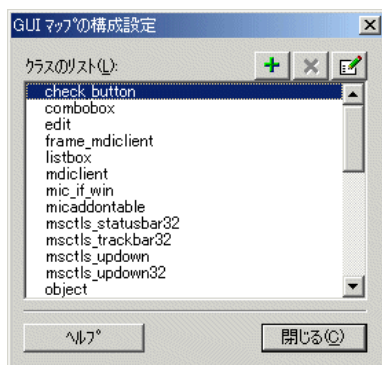 GUI ﾏｯﾌﾟの構成設定
ｸﾗｽのﾘｽﾄ(L):
check_button
combobox
edit
frame_mdiclient
listbox
mdiclient
mic_if_win
micaddontable
msctls_statusbar32
msctls_trackbar32
msctls_updown
msctls_updown32
object
ﾍﾙﾌﾟ
閉じる(C)